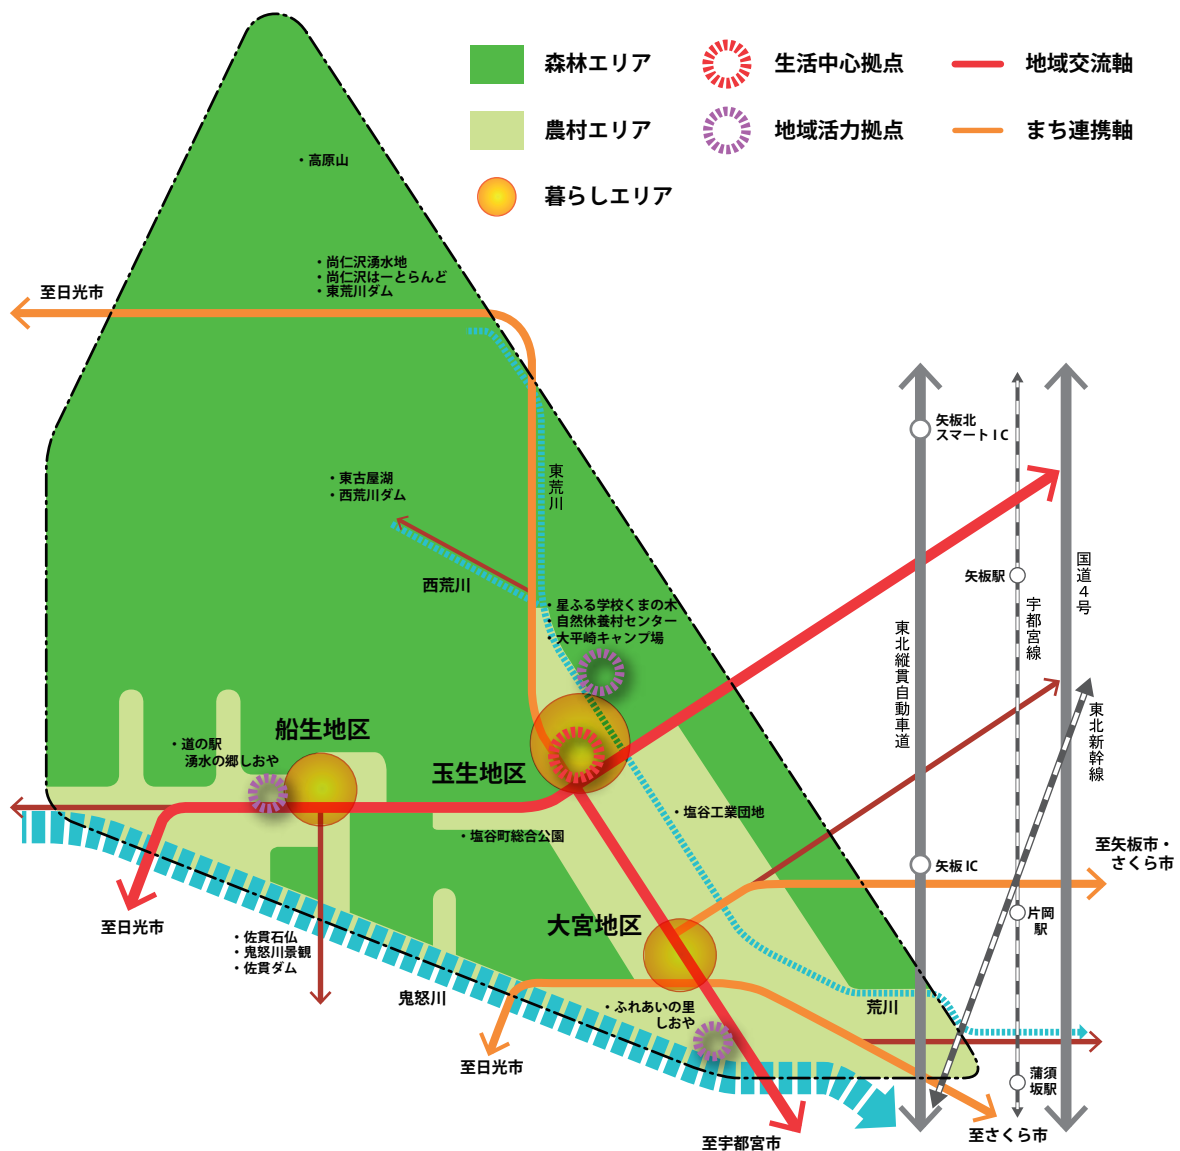 森林エリア
生活中心拠点
地域交流軸
農村エリア
地域活力拠点
まち連携軸
暮らしエリア
・高原山
・尚仁沢湧水地
・尚仁沢はーとらんど
・東荒川ダム
至日光市
矢板北
スマートIC
・東古屋湖
・西荒川ダム
東荒川
西荒川
矢板駅
国道4号
宇都宮線
東北縦貫自動車道
・星ふる学校くまの木
・自然休養村センター
・大平崎キャンプ場
東北新幹線
船生地区
・道の駅
湧水の郷しおや
玉生地区
・塩谷町総合公園
・塩谷工業団地
至矢板市・
さくら市
矢板IC
片岡
駅
大宮地区
至日光市
・佐貫石仏
・鬼怒川景観
・佐貫ダム
鬼怒川
・ふれあいの里
しおや
荒川
至日光市
蒲須
坂駅
至さくら市
至宇都宮市